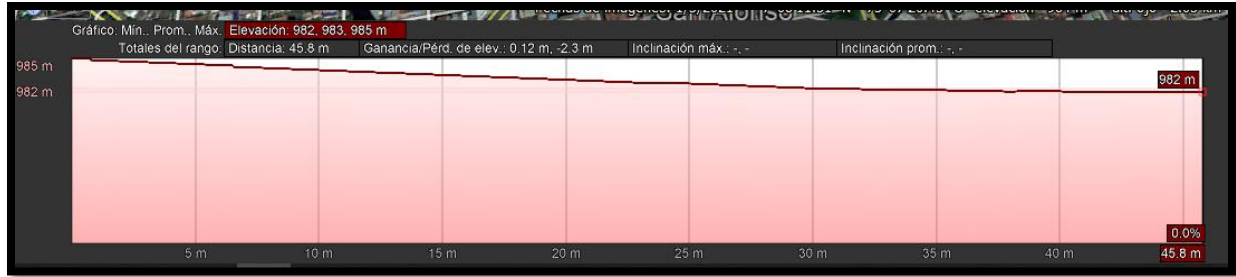 San Alfonso
Gráfico: Mín., Prom., Máx. Elevación: 982, 983, 985 m
Totales del rango: Distancia: 45.8 m Ganancia/Pérd. de elev.: 0.12 m, -2.3 m Inclinación máx.: -, - Inclinación prom.: -, -
985 m
982 m
982 m
0.0%
5 m 10 m 15 m 20 m 25 m 30 m 35 m 40 m 45.8 m